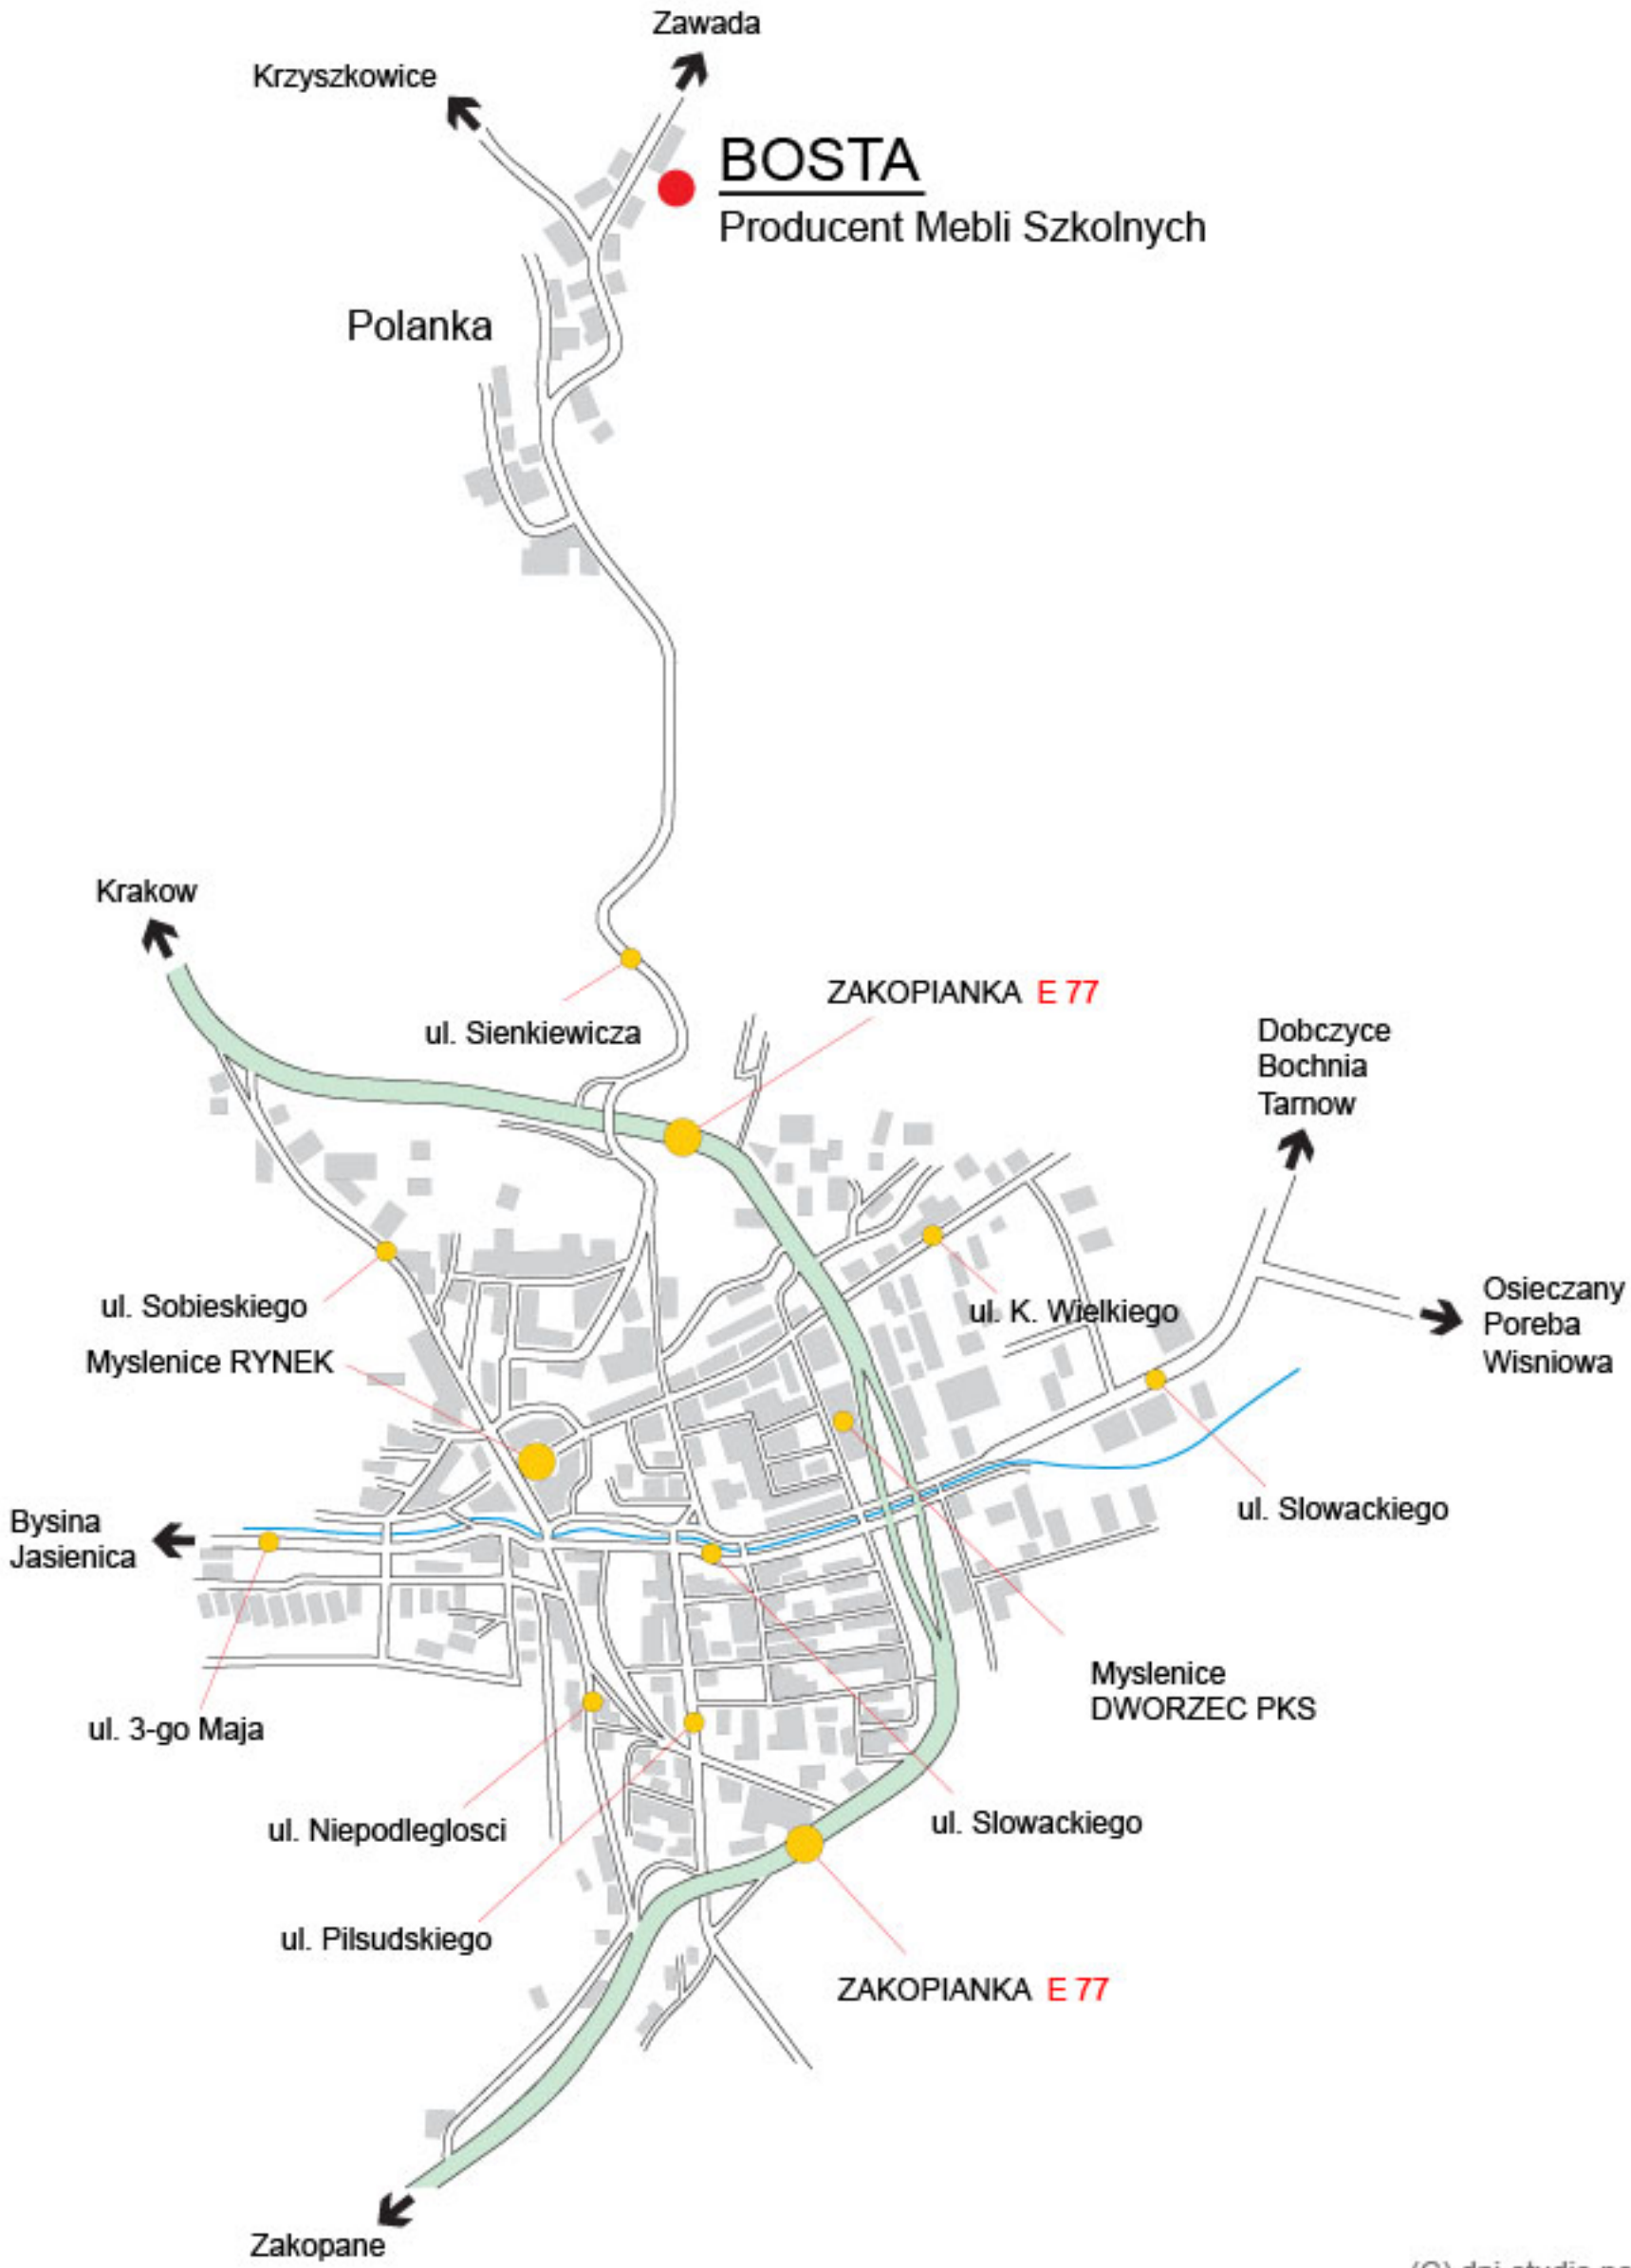 Zawada
Krzyszkowice
BOSTA
Producent Mebli Szkolnych
Polanka
Krakow
ZAKOPIANKA E 77
ul. Sienkiewicza
Dobczyce
Bochnia
Tarnow
ul. Sobieskiego
ul. K. Wielkiego
Osieczany
Poreba
Wisniowa
Myslenice RYNEK
ul. Slowackiego
Bysina
Jasienica
Myslenice
DWORZEC PKS
ul. 3-go Maja
ul. Niepodleglosci
ul. Slowackiego
ul. Pilsudskiego
ZAKOPIANKA E 77
Zakopane